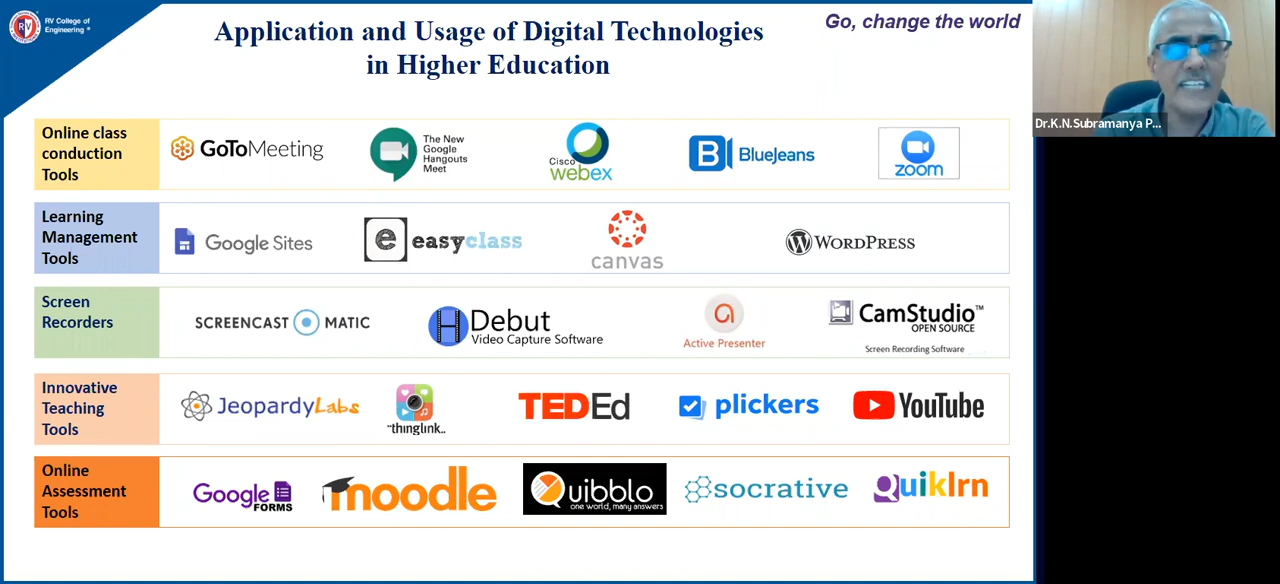 RV College of
Engineering ®
Go, change the world
Application and Usage of Digital Technologies
in Higher Education
Dr.K.N.Subramanya P...
Online class
conduction
Tools
GoToMeeting
The New
Google
Hangouts
Meet
Cisco
webex
B BlueJeans
zoom
Learning
Management
Tools
Google Sites
e easyclass
canvas
W WORDPRESS
Screen
Recorders
SCREENCAST O MATIC
Debut
Video Capture Software
Active Presenter
CamStudio™
OPEN SOURCE
Screen Recording Software
Innovative
Teaching
Tools
JeopardyLabs
"thinglink..
TEDEd
plickers
YouTube
Online
Assessment
Tools
Google
FORMS
moodle
Quibblo
one world, many answers
socrative
Quiklrn